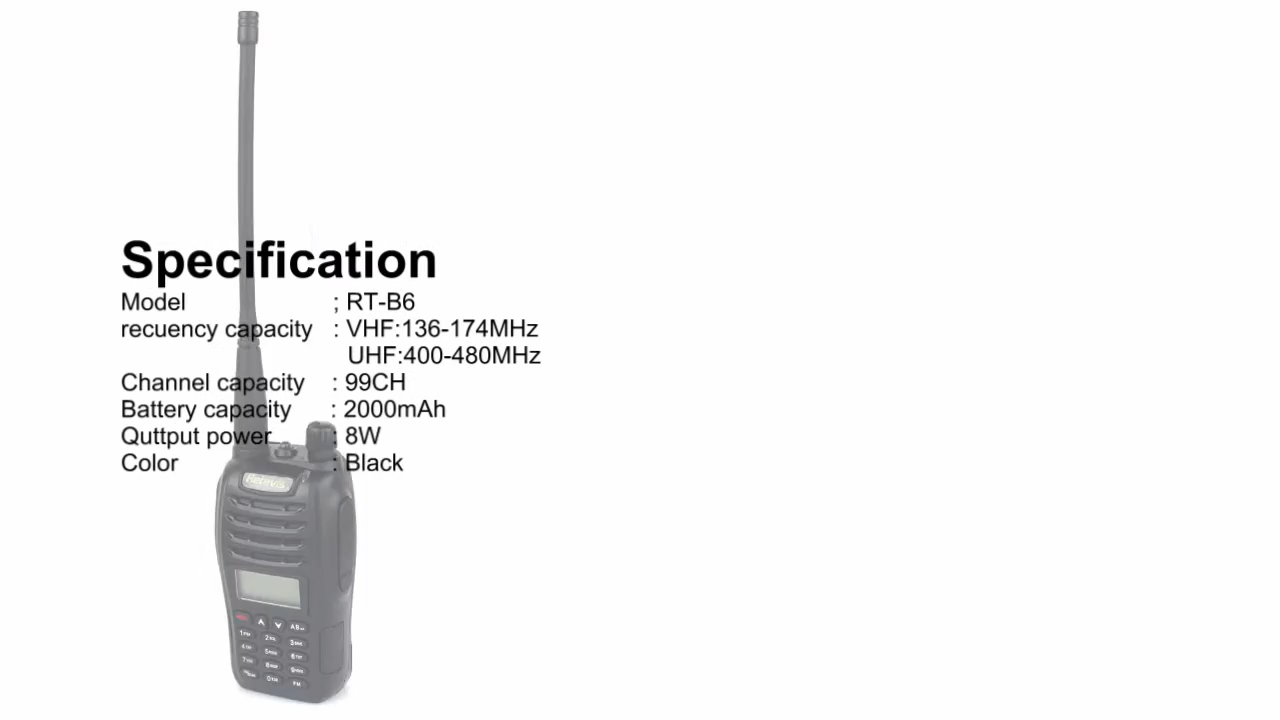 Specification
Model ; RT-B6
recuency capacity : VHF:136-174MHz
UHF:400-480MHz
Channel capacity : 99CH
Battery capacity : 2000mAh
Quttput power : 8W
Color : Black
Retevis